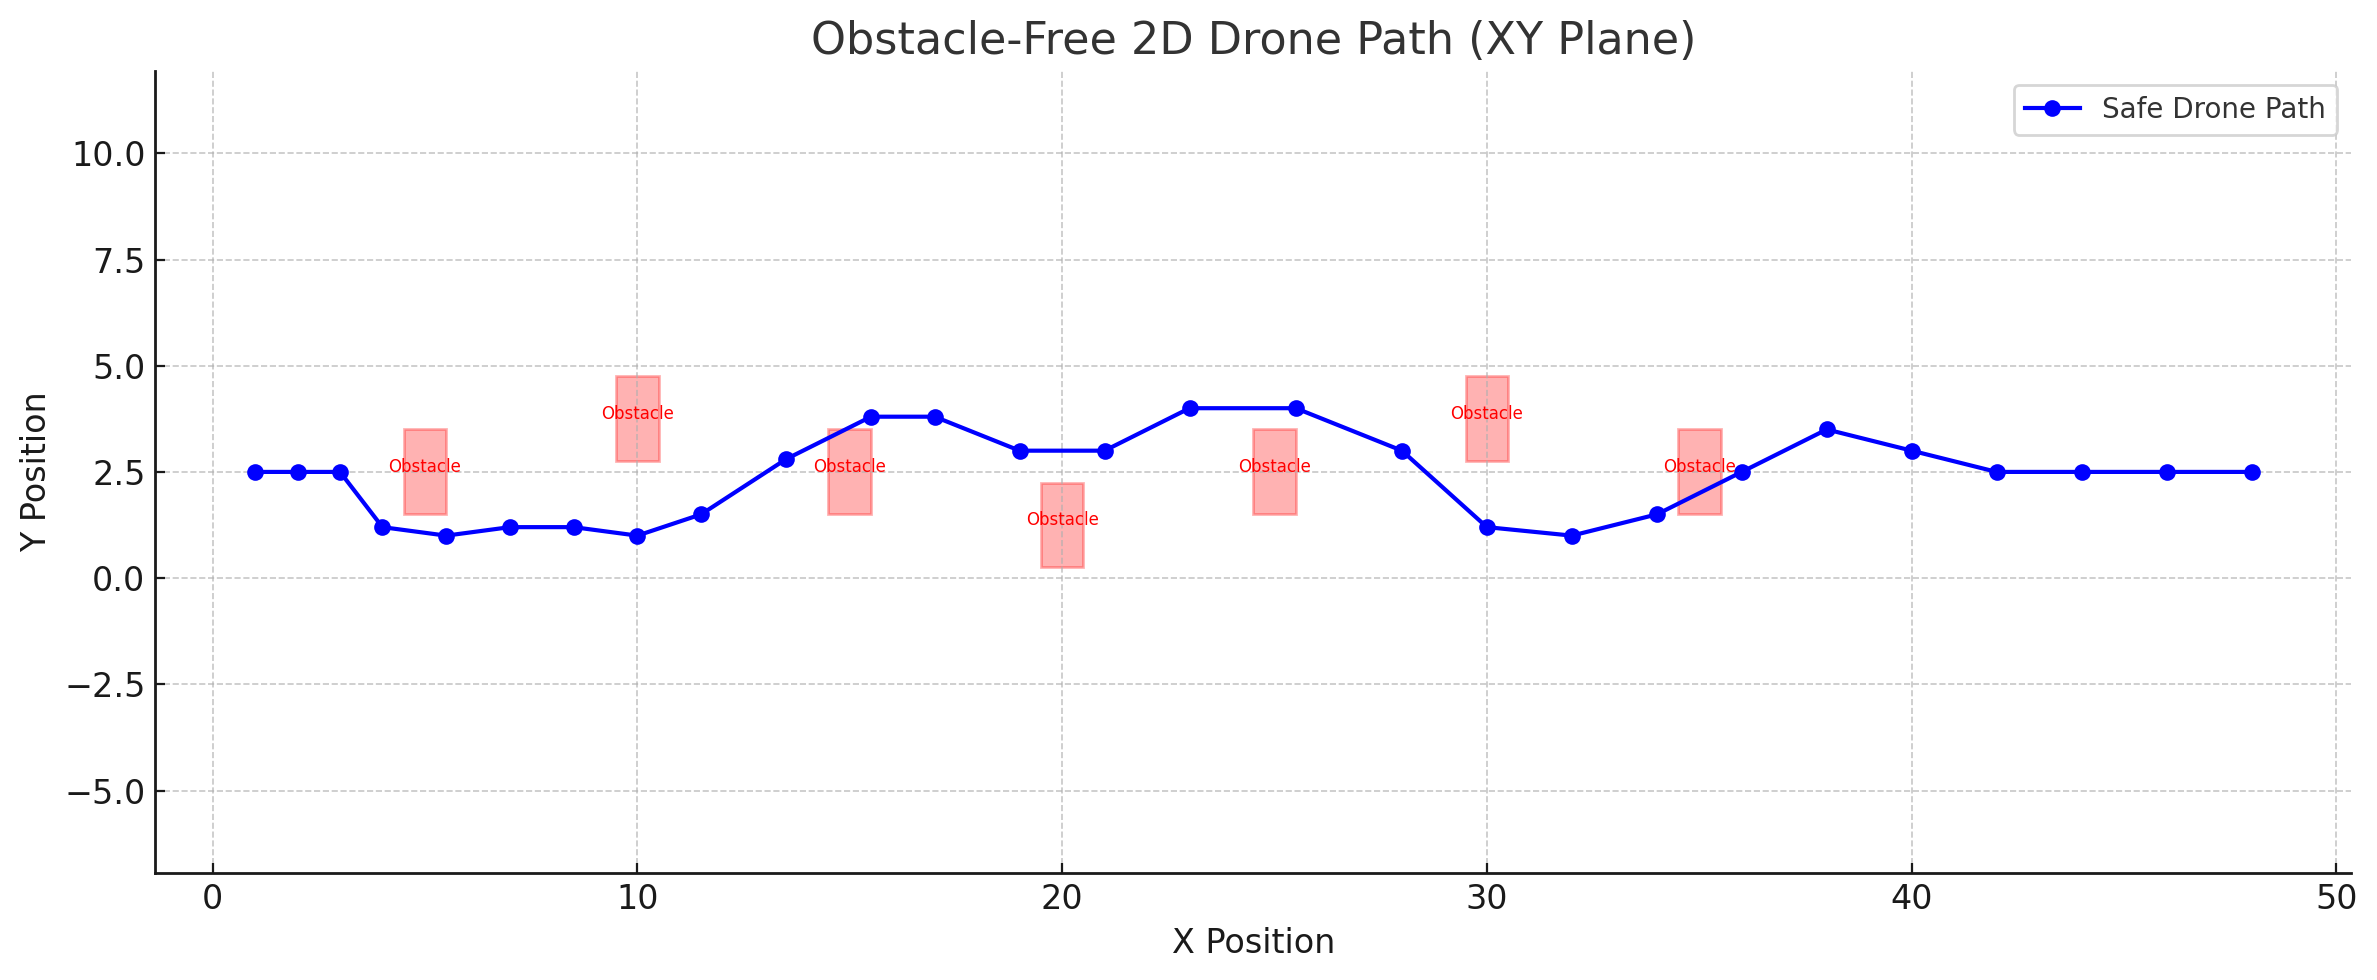 Obstacle-Free 2D Drone Path (XY Plane)
Safe Drone Path
10.0
7.5
5.0
2.5
0.0
−2.5
−5.0
Y Position
Obstacle
Obstacle
Obstacle
Obstacle
Obstacle
Obstacle
Obstacle
0
10
20
30
40
50
X Position